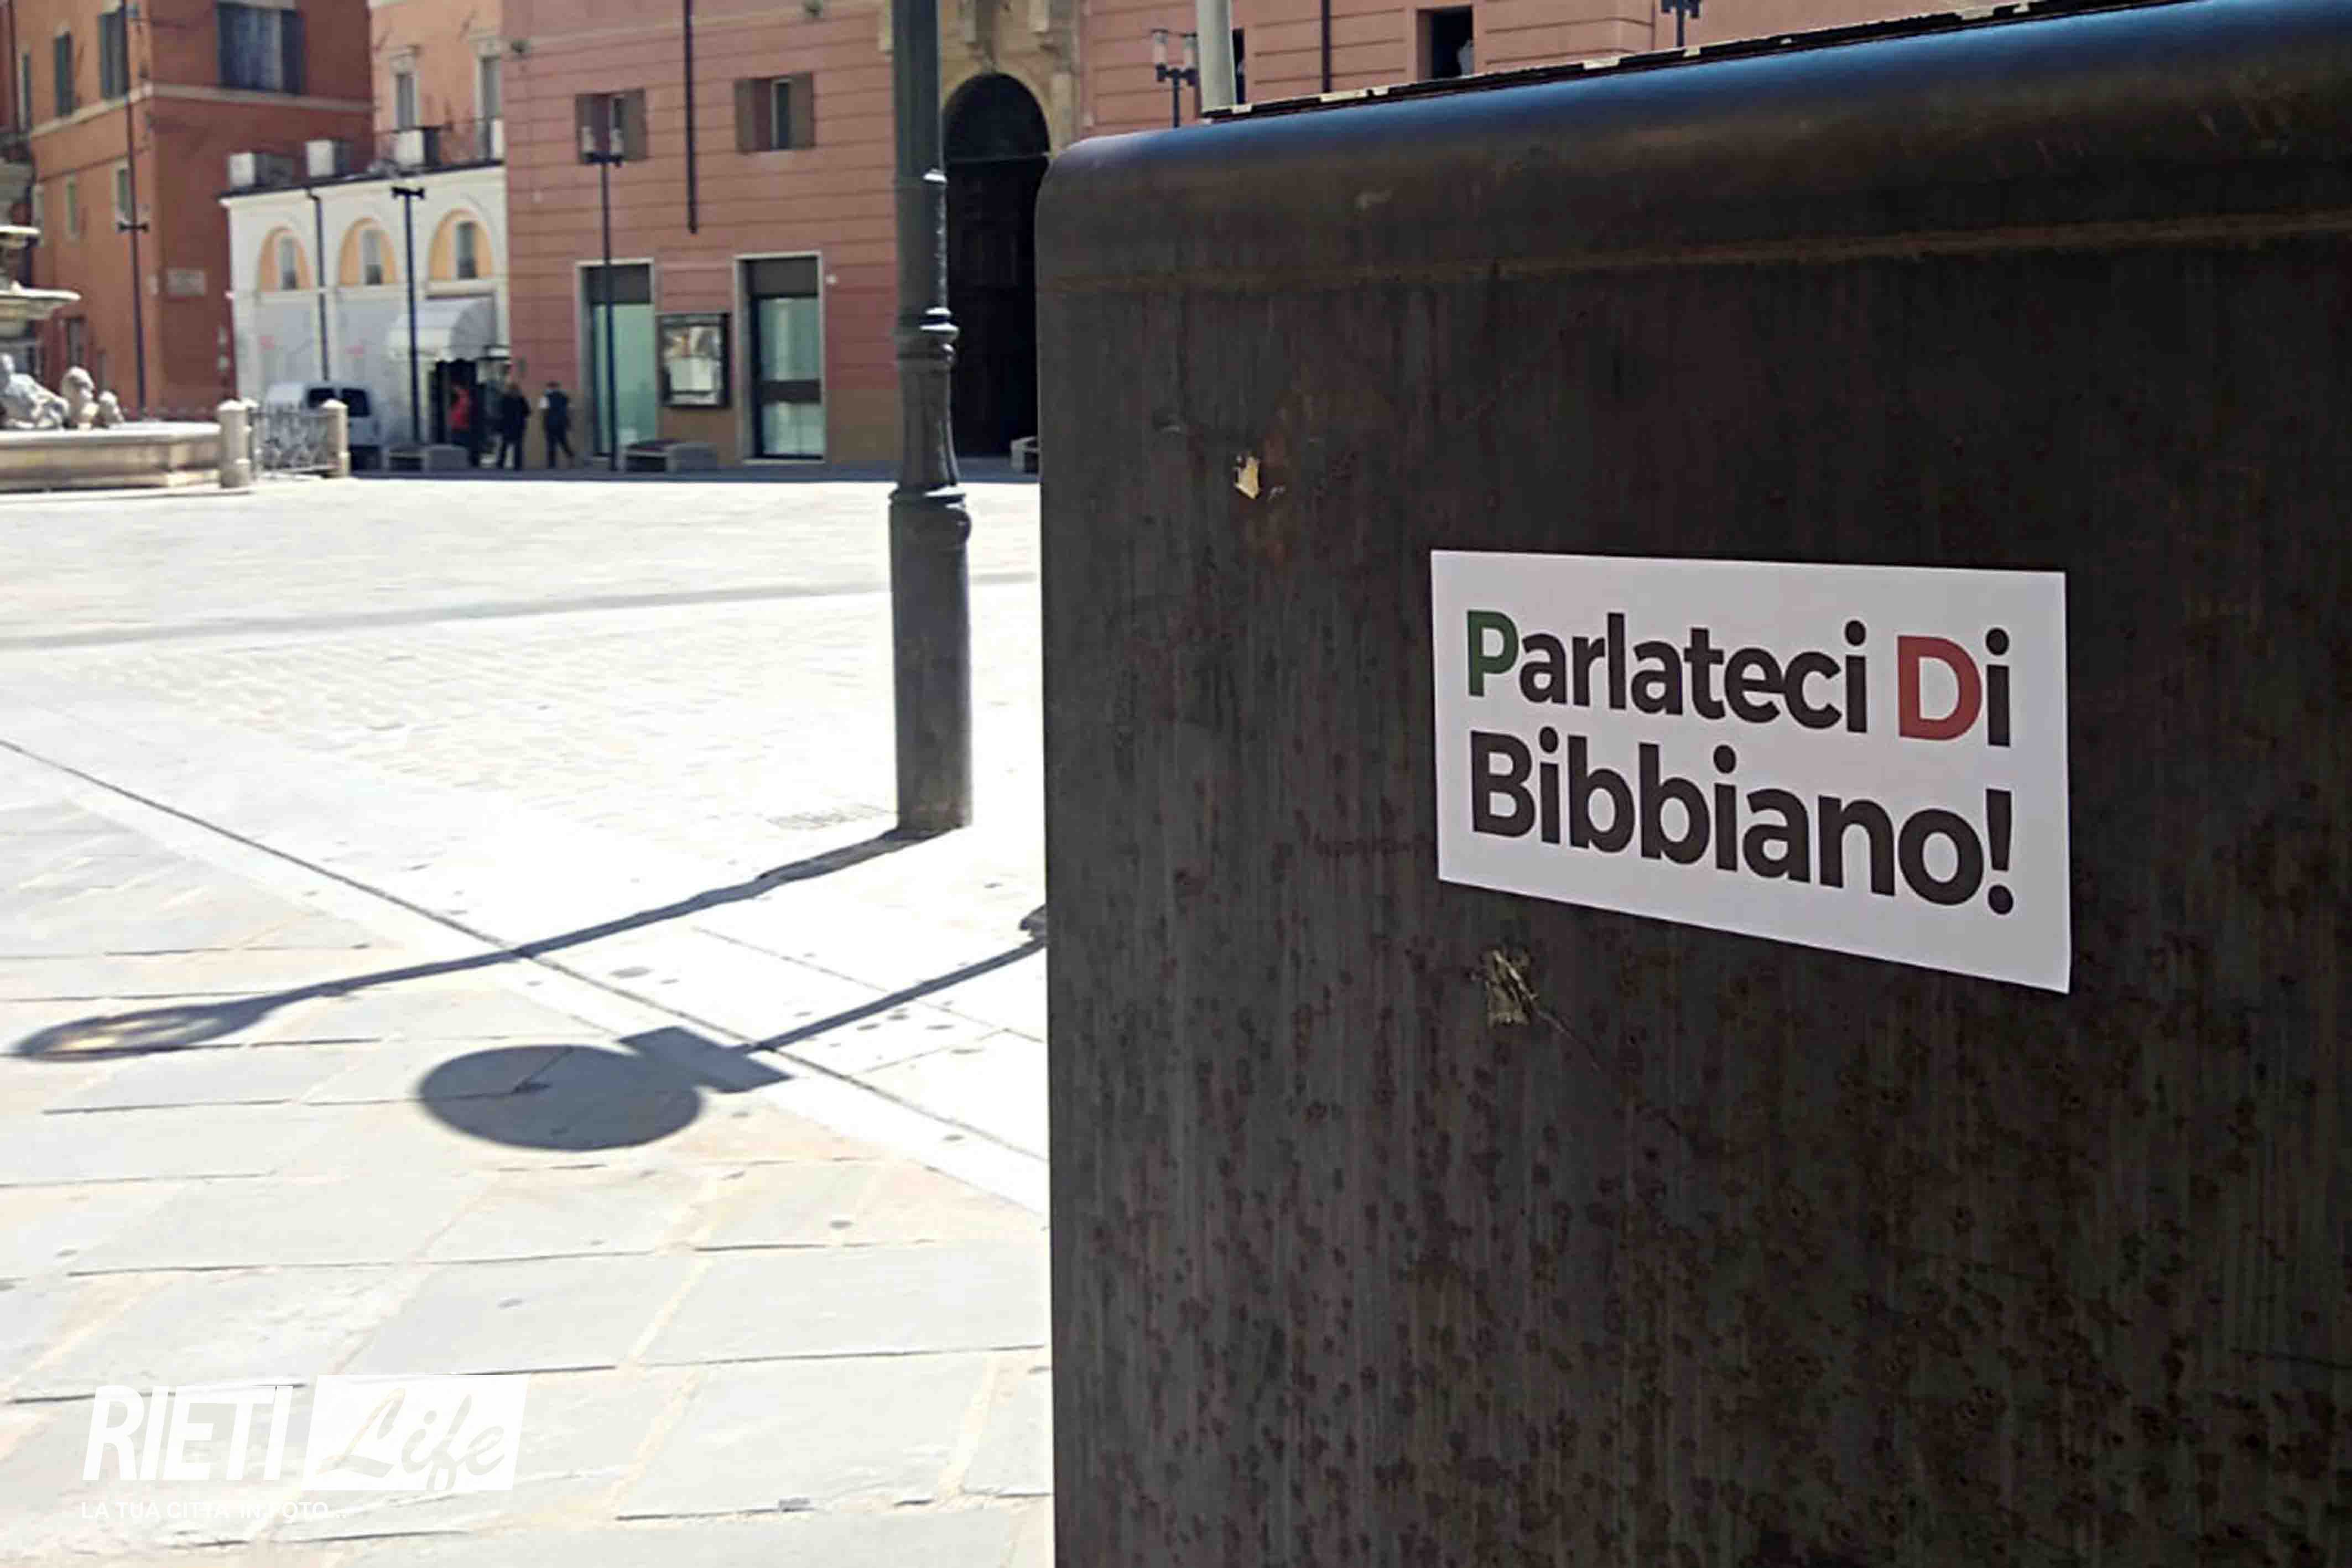 Parlateci Di
Bibbiano!
RIETI Life
LA TUA CITTÀ IN FOTO...